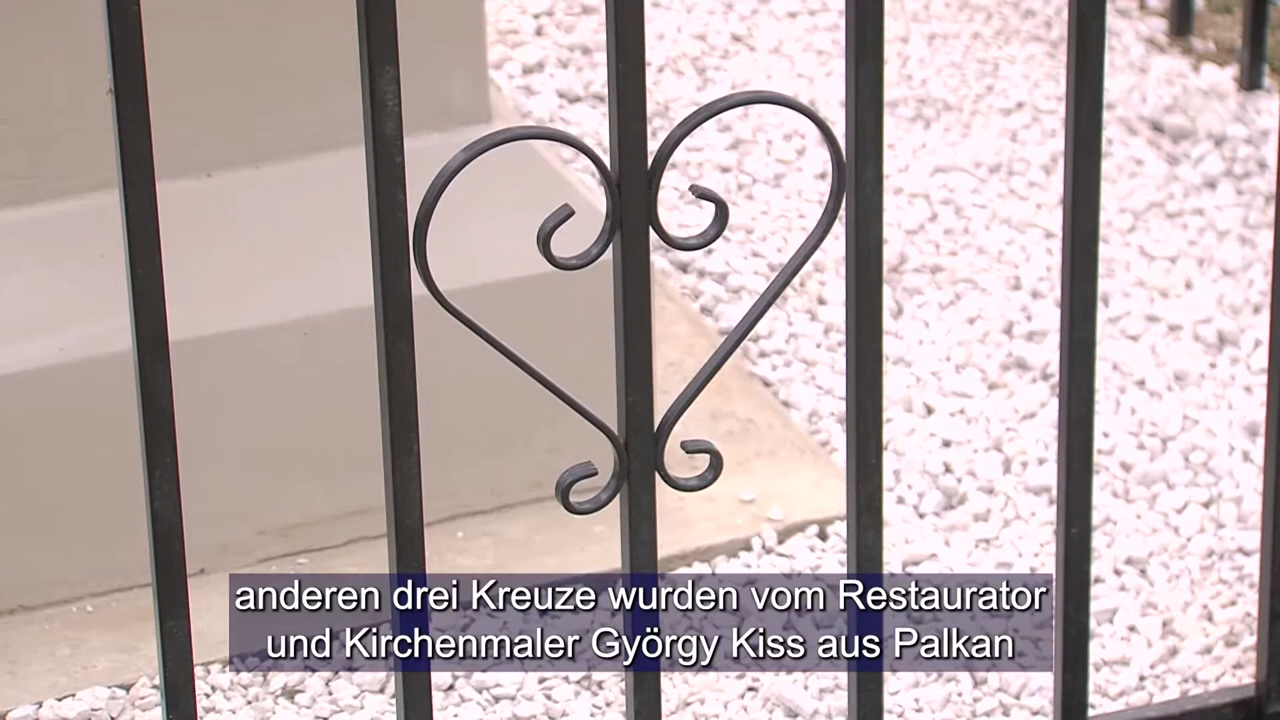 anderen drei Kreuze wurden vom Restaurator
und Kirchenmaler György Kiss aus Palkan